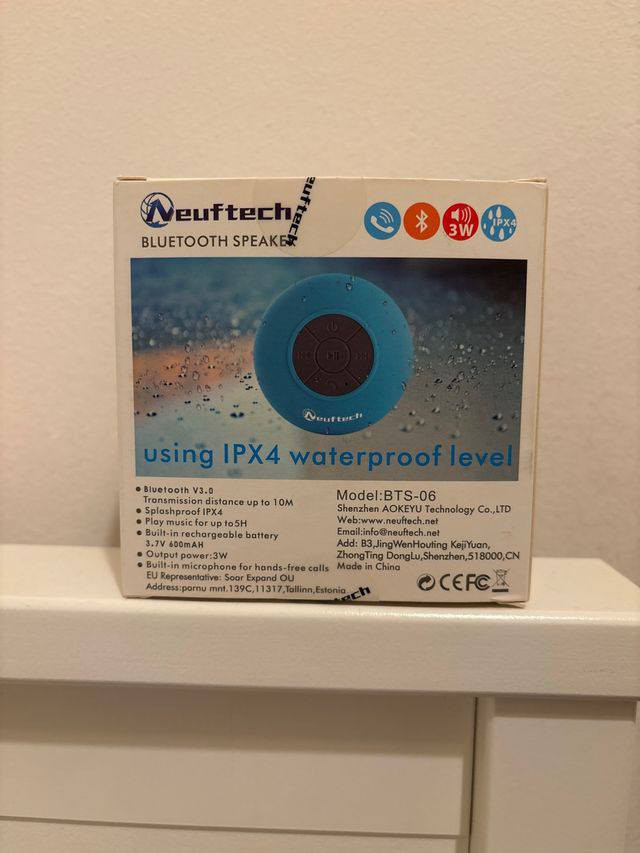 Neuftech
euftech
BLUETOOTH SPEAKER
3W
IPX4
Neuftech
using IPX4 waterproof level
• Bluetooth V3.0
Transmission distance up to 10M
• Splashproof IPX4
• Play music for up to 5H
• Built-in rechargeable battery
3.7V 600mAH
• Output power:3W
• Built-in microphone for hands-free calls
EU Representative: Soar Expand OU
Address:parnu mnt.139C,11317,Tallinn,Estonia
Model:BTS-06
Shenzhen AOKEYU Technology Co.,LTD
Web:www.neuftech.net
Email:info@neuftech.net
Add: B3,JingWenHouting KejiYuan,
ZhongTing DongLu,Shenzhen,518000,CN
Made in China
CE FC